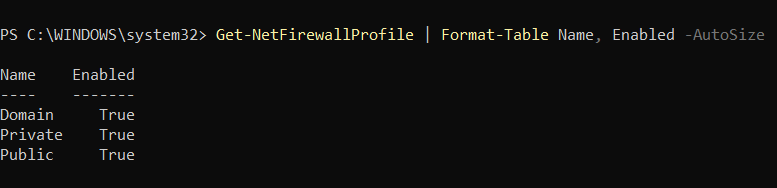 PS C:\WINDOWS\system32> Get-NetFirewallProfile | Format-Table Name, Enabled -AutoSize
Name    Enabled
----    -------
Domain     True
Private    True
Public     True